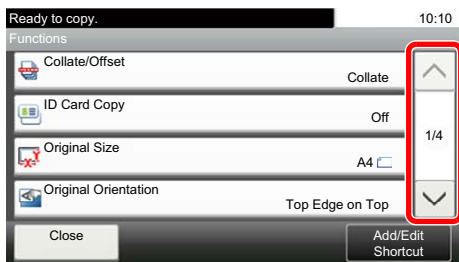 Ready to copy. 10:10
Functions
Collate/Offset
Collate
ID Card Copy
Off
1/4
Original Size
A4
Original Orientation
Top Edge on Top
Close
Add/Edit
Shortcut